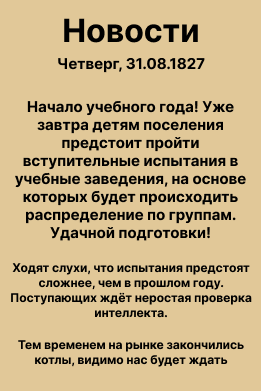 Новости
Четверг, 31.08.1827
Начало учебного года! Уже
завтра детям поселения
предстоит пройти
вступительные испытания в
учебные заведения, на основе
которых будет происходить
распределение по группам.
Удачной подготовки!
Ходят слухи, что испытания предстоят
сложнее, чем в прошлом году.
Поступающих ждёт неростая проверка
интеллекта.
Тем временем на рынке закончились
котлы, видимо нас будет ждать